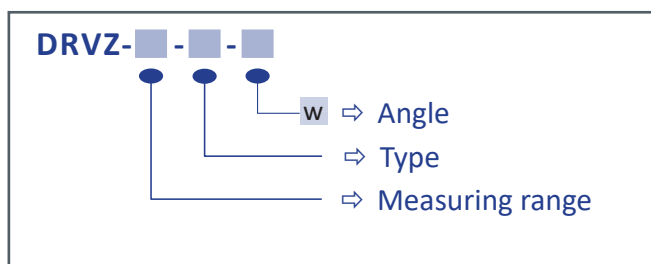 DRVZ- - -
w ⇨ Angle
⇨ Type
⇨ Measuring range